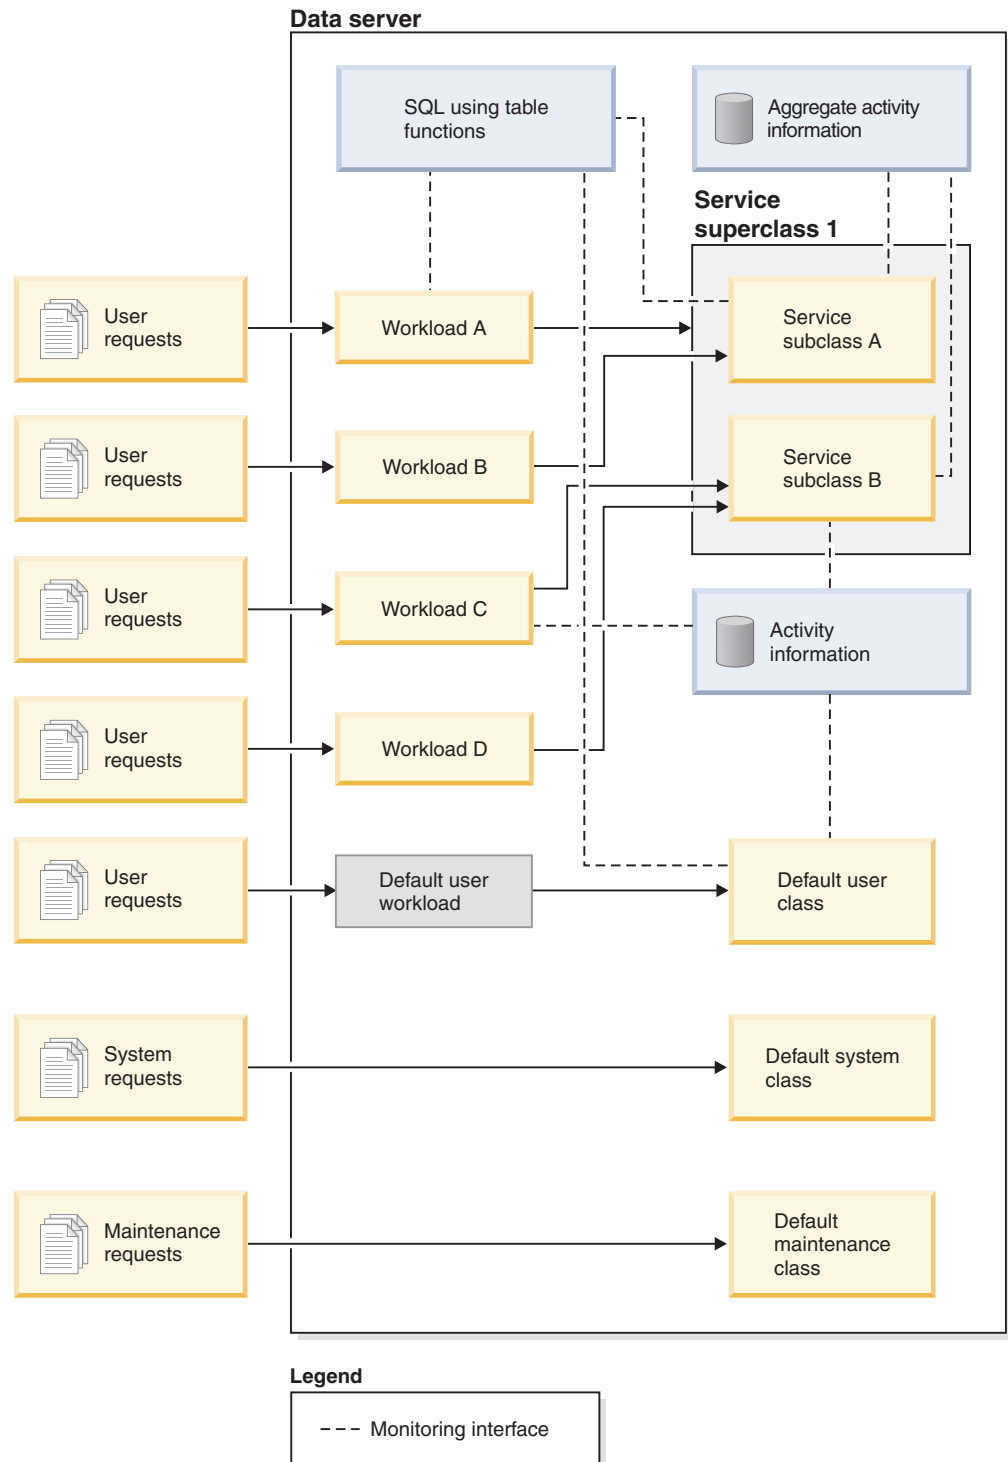 Data server
SQL using table
functions
Aggregate activity
information
Service
superclass 1
User
requests
Workload A
Service
subclass A
User
requests
Workload B
Service
subclass B
User
requests
Workload C
Activity
information
User
requests
Workload D
User
requests
Default user
workload
Default user
class
System
requests
Default system
class
Maintenance
requests
Default
maintenance
class
Legend
Monitoring interface